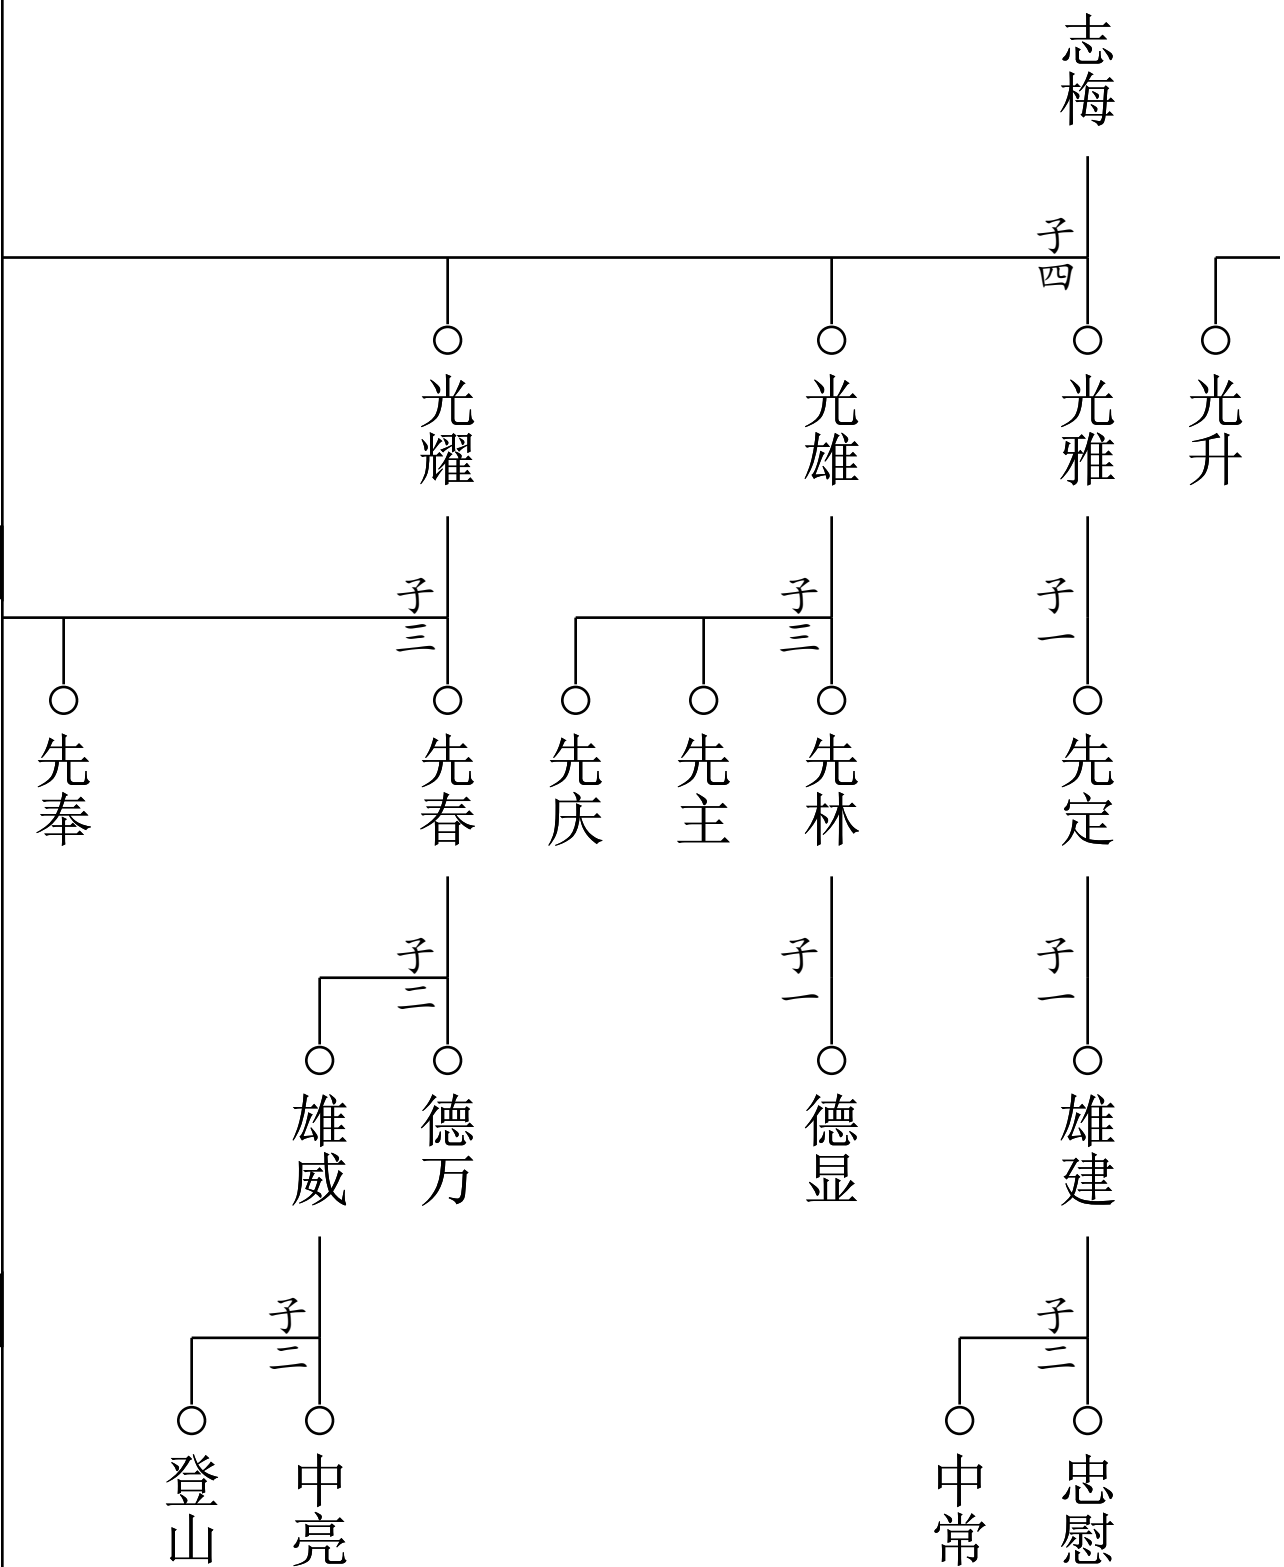 志梅
子四
光升
光雅
光雄
光耀
子一
子三
子三
先定
先林
先主
先庆
先春
先奉
子一
子一
子二
雄建
德显
德万
雄威
子二
子二
忠慰
中常
中亮
登山